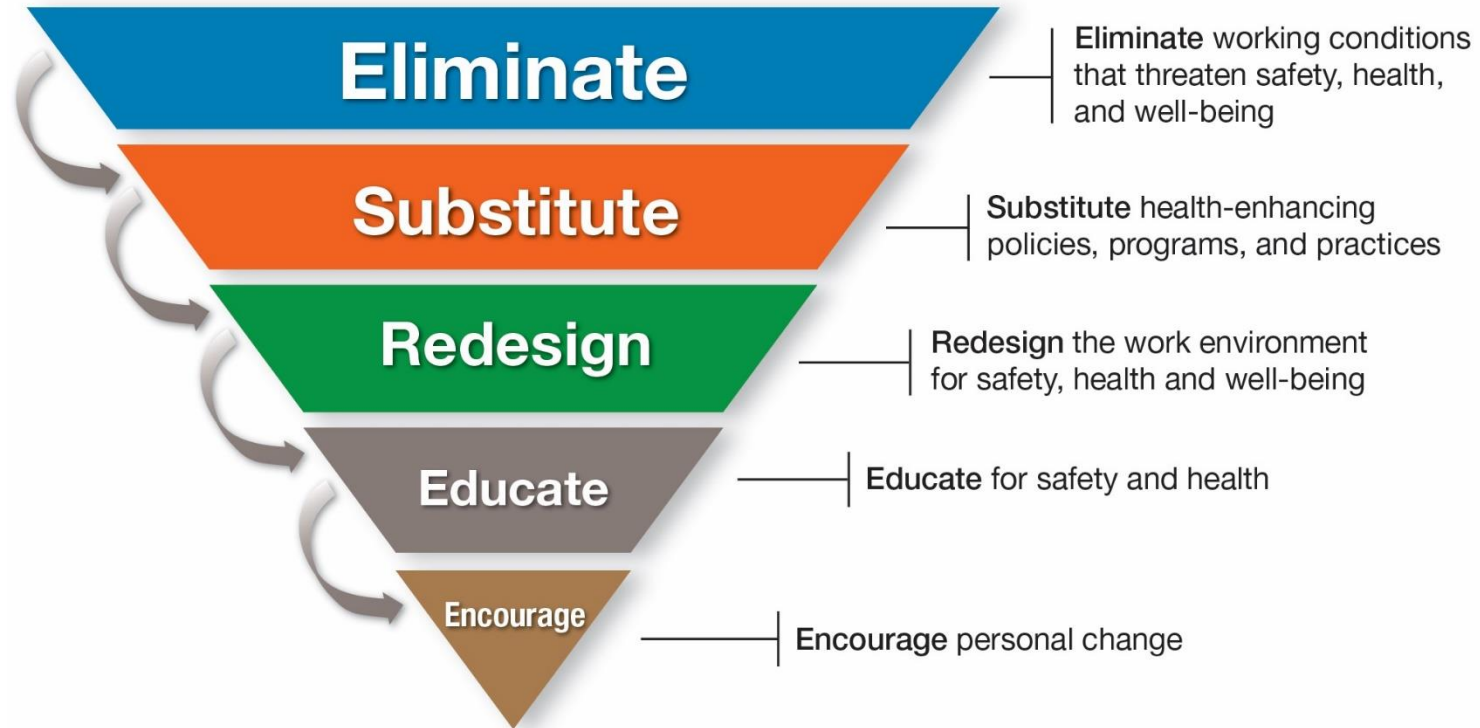 Eliminate
Eliminate working conditions
that threaten safety, health,
and well-being
Substitute
Substitute health-enhancing
policies, programs, and practices
Redesign
Redesign the work environment
for safety, health and well-being
Educate
Educate for safety and health
Encourage
Encourage personal change